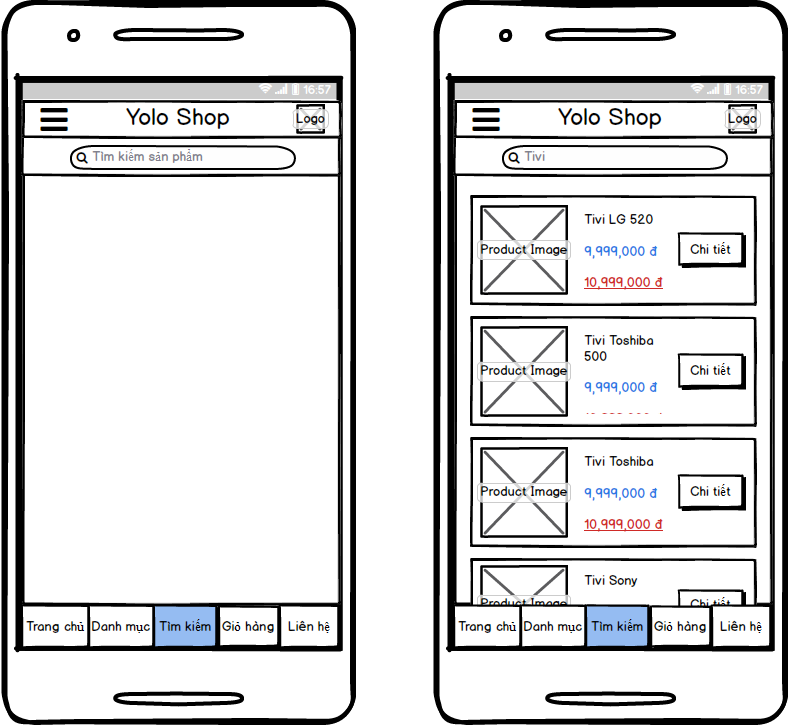 16:57
Yolo Shop
Logo
Tìm kiếm sản phẩm
Trang chủ
Danh mục
Tìm kiếm
Giỏ hàng
Liên hệ
16:57
Yolo Shop
Logo
Tivi
Product Image
Tivi LG 520
9,999,000 đ
10,999,000 đ
Chi tiết
Product Image
Tivi Toshiba
500
9,999,000 đ
Chi tiết
Product Image
Tivi Toshiba
9,999,000 đ
10,999,000 đ
Chi tiết
Product Image
Tivi Sony
Chi tiết
Trang chủ
Danh mục
Tìm kiếm
Giỏ hàng
Liên hệ